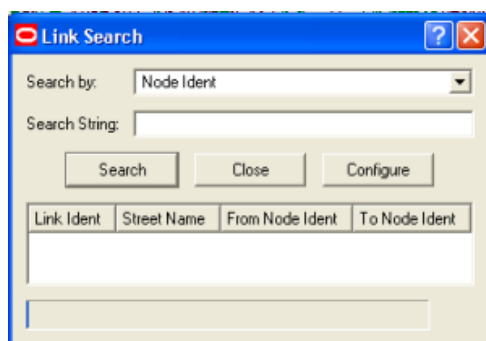 Link Search
Search by: Node Ident
Search String:
Search Close Configure
Link Ident Street Name From Node Ident To Node Ident